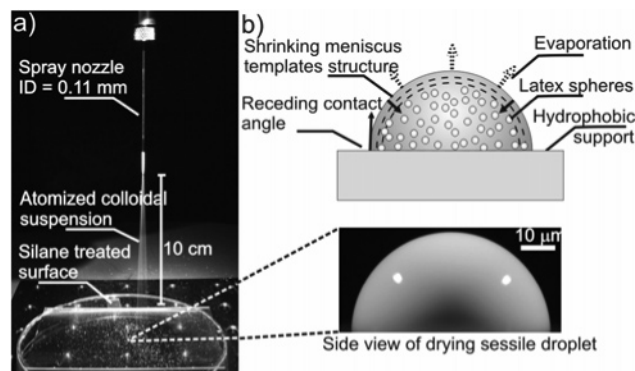 a)
Spray nozzle
ID = 0.11 mm
Atomized colloidal
suspension
10 cm
Silane treated
surface
b)
Shrinking meniscus
templates structure
Evaporation
Latex spheres
Receding contact
angle
Hydrophobic
support
10 μm
Side view of drying sessile droplet